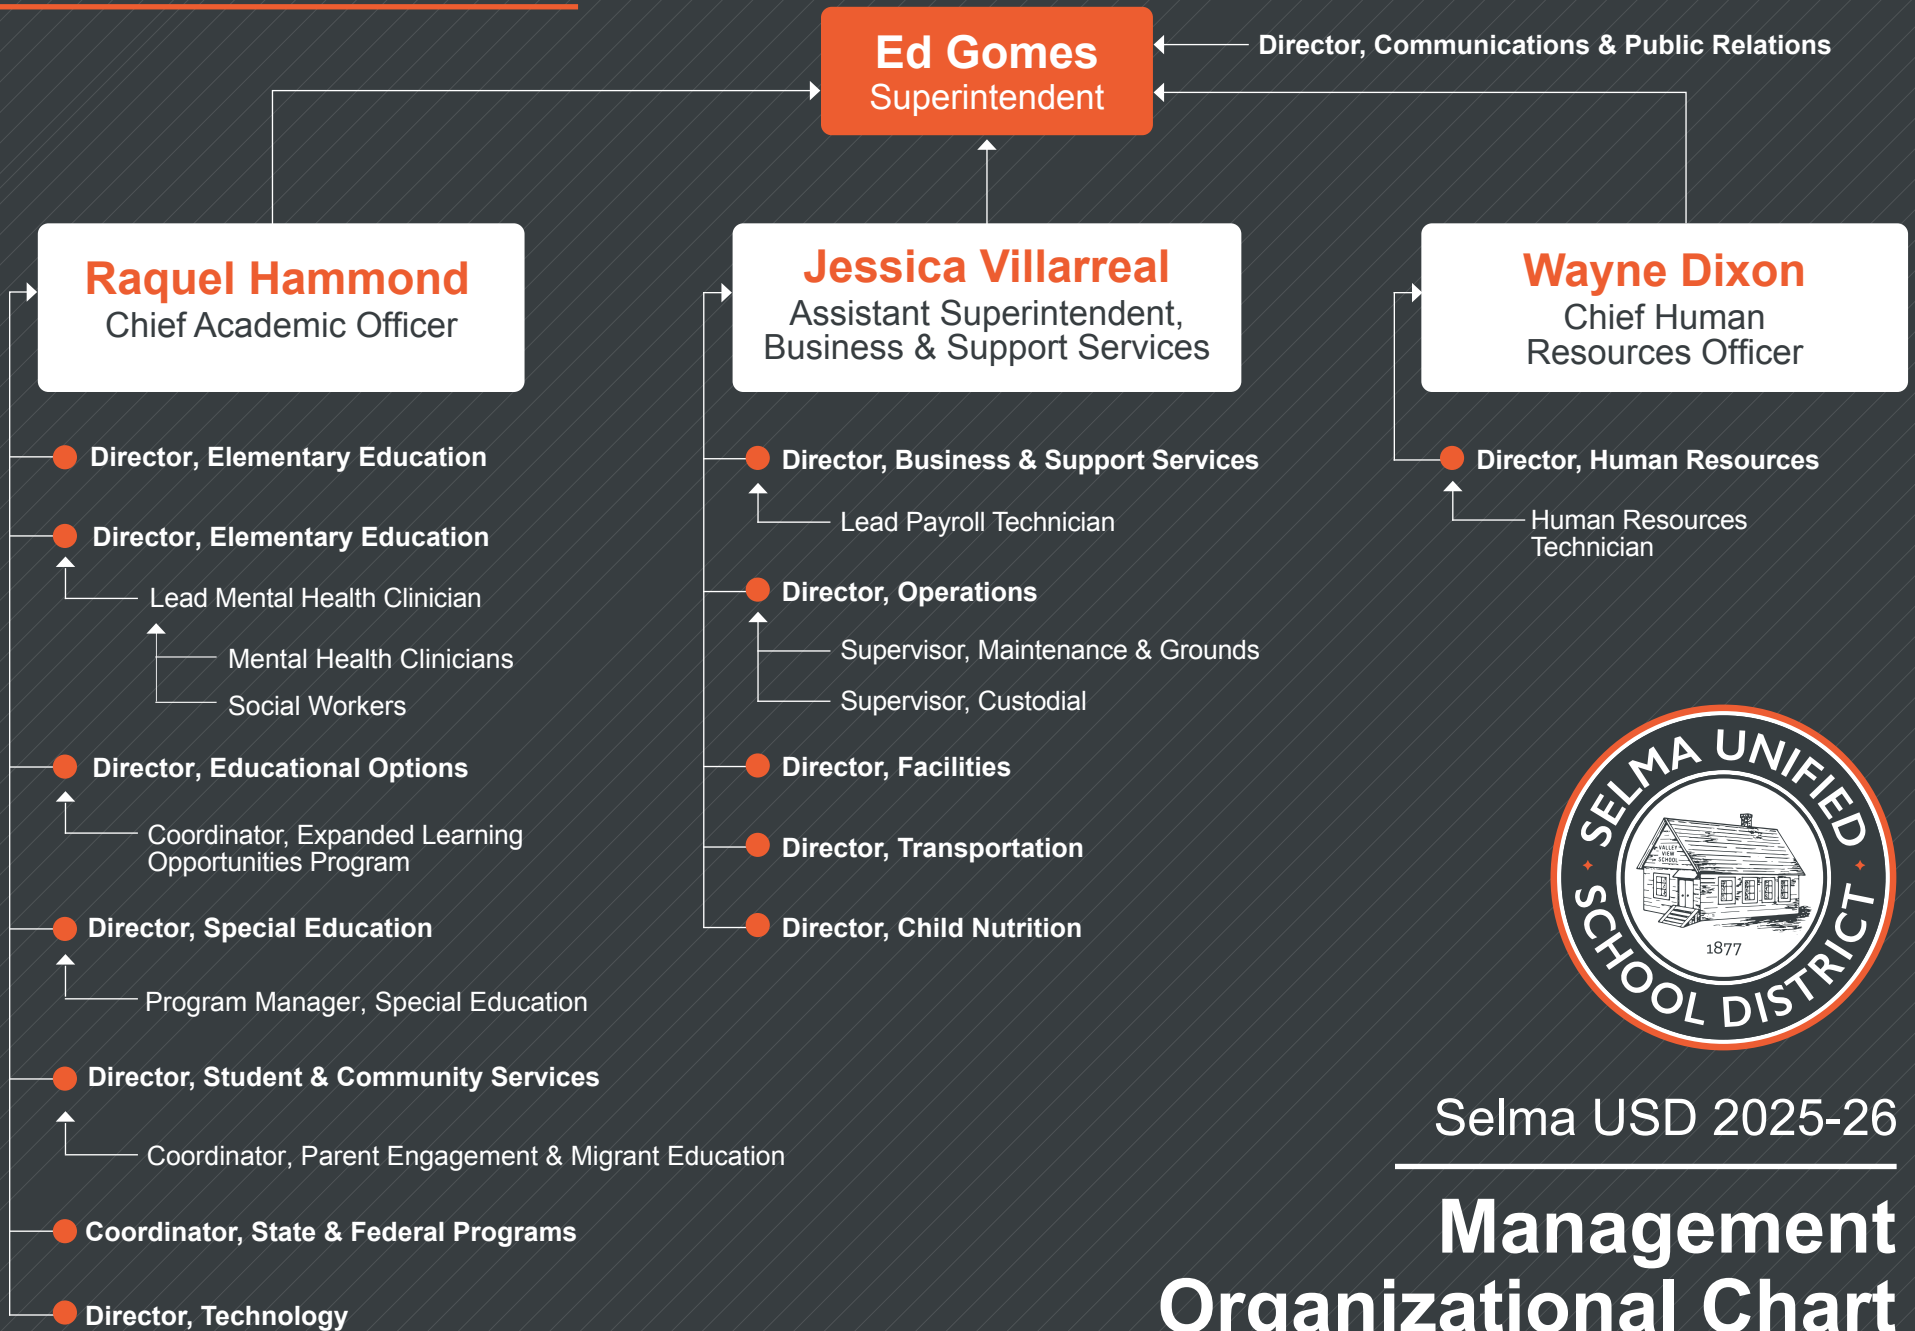 Ed Gomes
Superintendent
Director, Communications & Public Relations
Raquel Hammond
Chief Academic Officer
Director, Elementary Education
Director, Elementary Education
Lead Mental Health Clinician
Mental Health Clinicians
Social Workers
Director, Educational Options
Coordinator, Expanded Learning
Opportunities Program
Director, Special Education
Program Manager, Special Education
Director, Student & Community Services
Coordinator, Parent Engagement & Migrant Education
Coordinator, State & Federal Programs
Director, Technology
Jessica Villarreal
Assistant Superintendent,
Business & Support Services
Director, Business & Support Services
Lead Payroll Technician
Director, Operations
Supervisor, Maintenance & Grounds
Supervisor, Custodial
Director, Facilities
Director, Transportation
Director, Child Nutrition
Wayne Dixon
Chief Human
Resources Officer
Director, Human Resources
Human Resources
Technician
SELMA UNIFIED
SCHOOL DISTRICT
VALLEY
VIEW
SCHOOL
1877
Selma USD 2025-26
Management
Organizational Chart